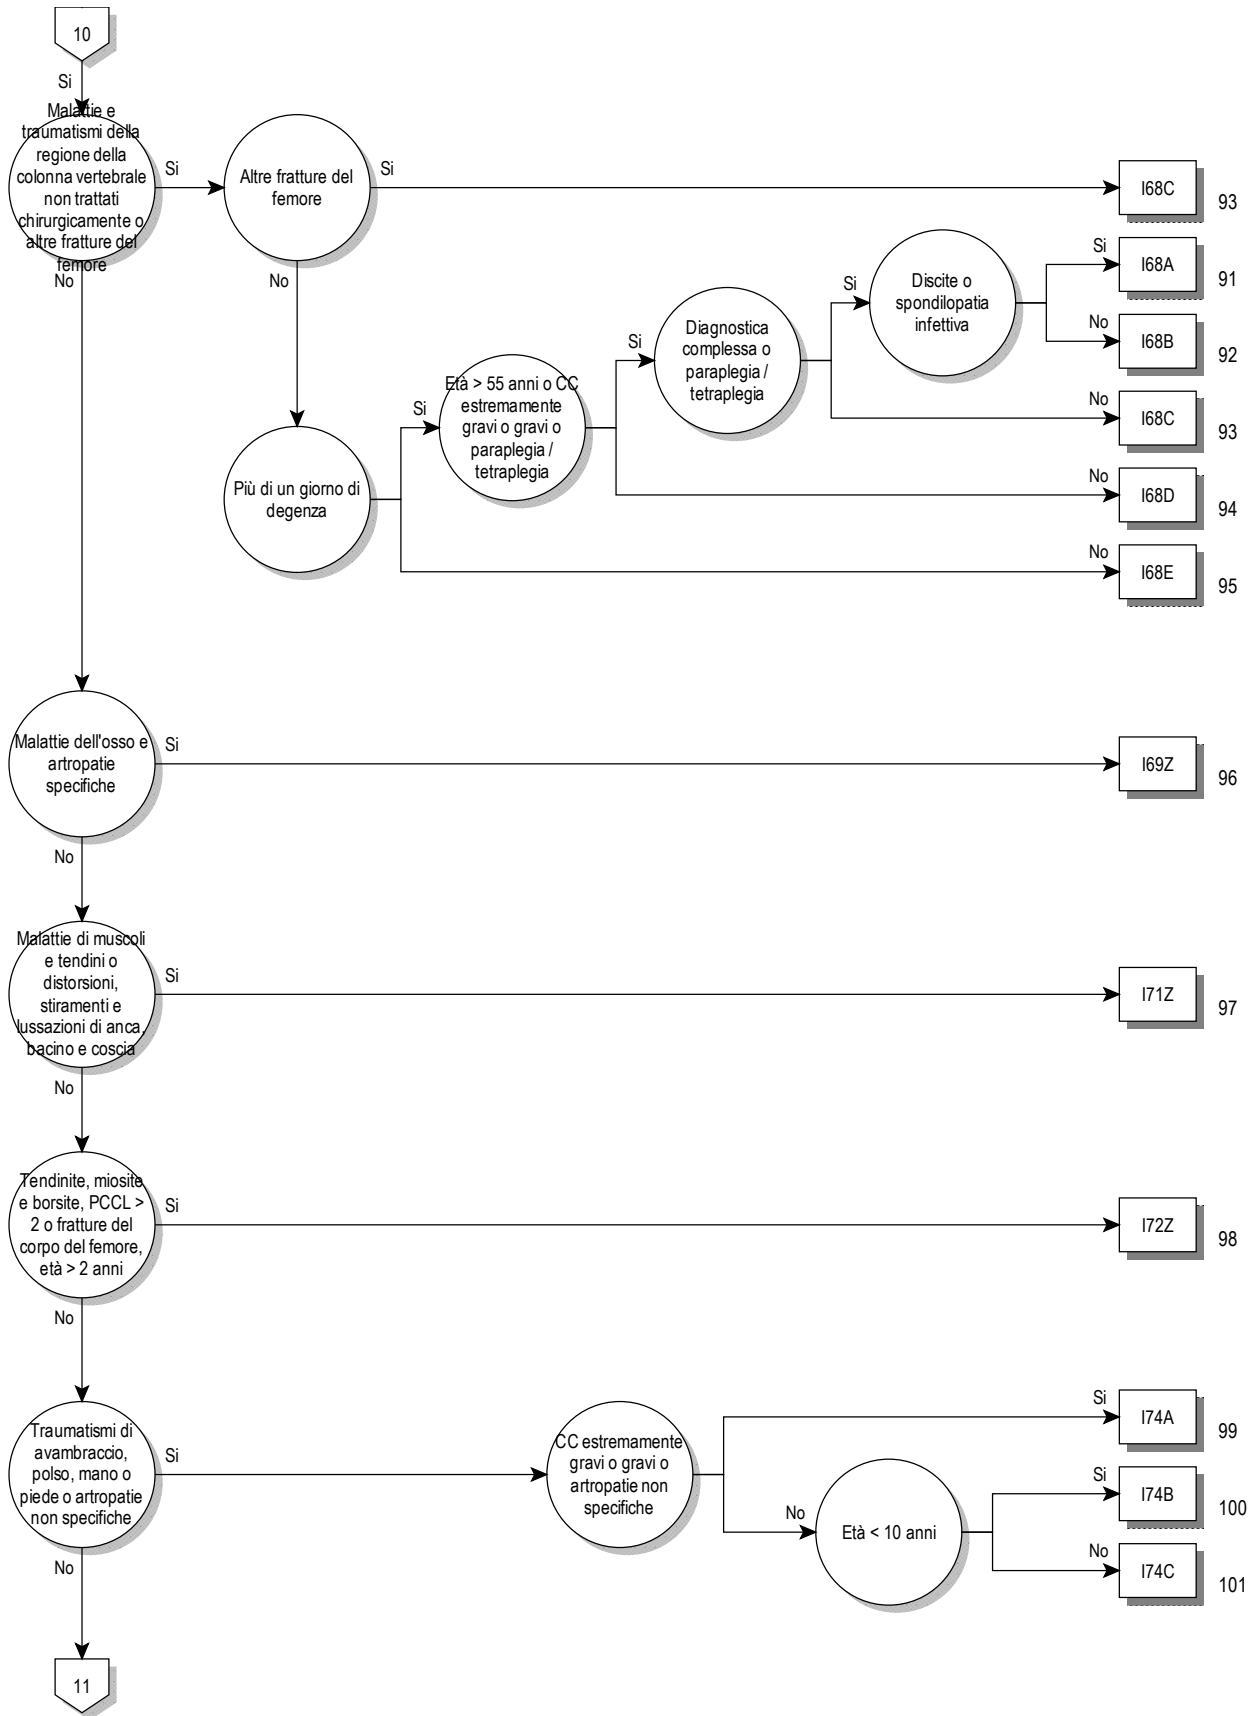 10
Si
Malattie e
traumatismi della
regione della
colonna vertebrale
non trattati
chirurgicamente o
altre fratture del
femore
Si
Altre fratture del
femore
Si
I68C
93
No
No
Più di un giorno di
degenza
Si
Età > 55 anni o CC
estremamente
gravi o gravi o
paraplegia /
tetraplegia
Si
Diagnostica
complessa o
paraplegia /
tetraplegia
Si
Discite o
spondilopatia
infettiva
Si
I68A
91
No
I68B
92
No
I68C
93
No
I68D
94
No
I68E
95
Malattie dell'osso e
artropatie
specifiche
Si
I69Z
96
No
Malattie di muscoli
e tendini o
distorsioni,
stiramenti e
lussazioni di anca,
bacino e coscia
Si
I71Z
97
No
Tendinite, miosite
e borsite, PCCL >
2 o fratture del
corpo del femore,
età > 2 anni
Si
I72Z
98
No
Traumatismi di
avambraccio,
polso, mano o
piede o artropatie
non specifiche
Si
CC estremamente
gravi o gravi o
artropatie non
specifiche
Si
I74A
99
No
Età < 10 anni
Si
I74B
100
No
I74C
101
No
11